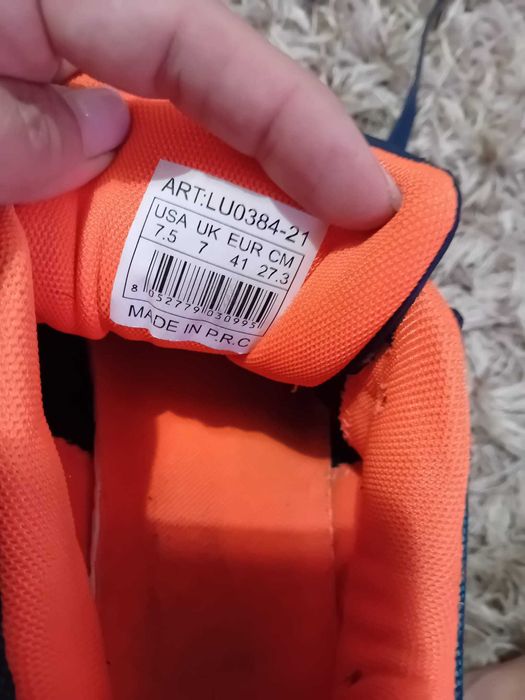 ART:LU0384-21
USA UK EUR CM
7.5 7 41 27.3
8 052779 030995
MADE IN P.R.C